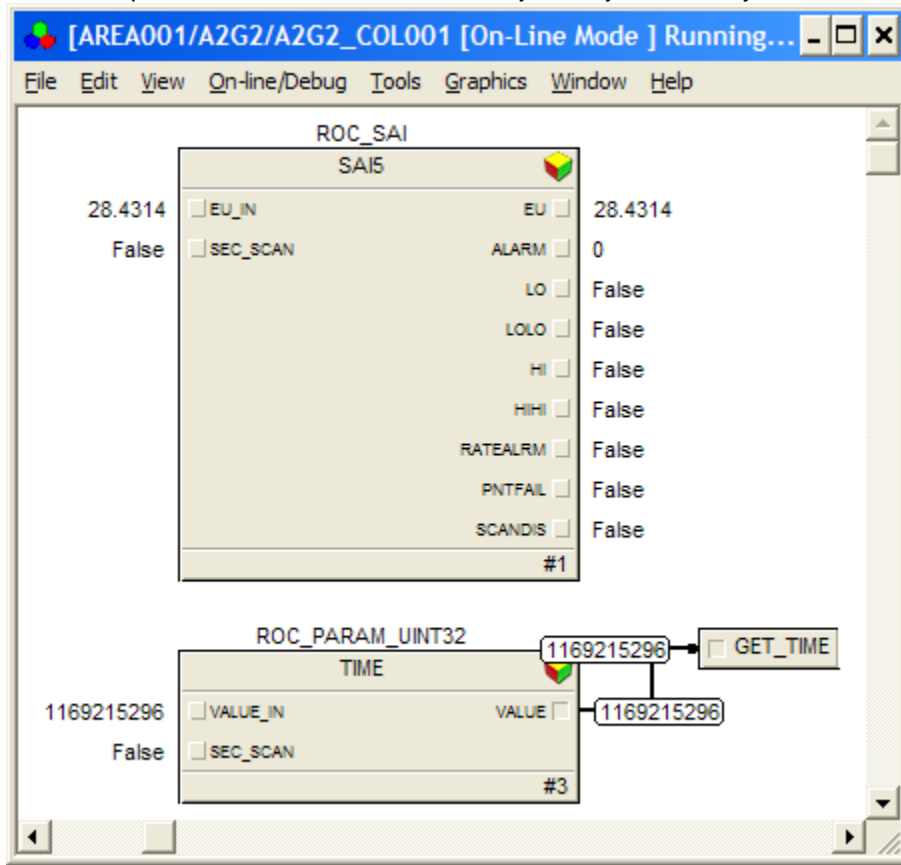 [AREA001/A2G2/A2G2_COL001 [On-Line Mode ] Running...
File Edit View On-line/Debug Tools Graphics Window Help
ROC_SAI
SAI5
28.4314 EU_IN EU 28.4314
False SEC_SCAN ALARM 0
LO False
LOLO False
HI False
HIHI False
RATEALRM False
PNTFAIL False
SCANDIS False
#1
ROC_PARAM_UINT32
1169215296 GET_TIME
TIME
1169215296 VALUE_IN VALUE 1169215296
False SEC_SCAN
#3